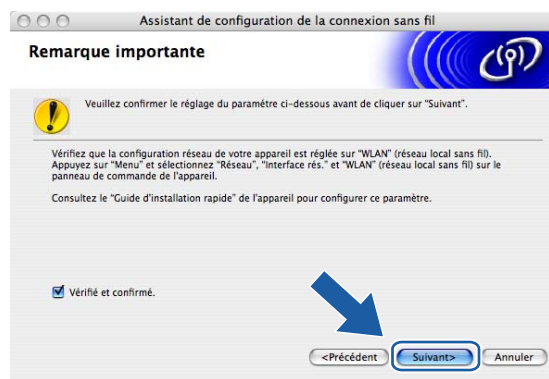 Assistant de configuration de la connexion sans fil
Remarque importante
Veuillez confirmer le réglage du paramétre ci-dessous avant de cliquer sur "Suivant".
Vérifiez que la configuration réseau de votre appareil est réglée sur "WLAN" (réseau local sans fil).
Appuyez sur "Menu" et sélectionnez "Réseau", "Interface rés." et "WLAN" (réseau local sans fil) sur le
panneau de commande de l'appareil.
Consultez le "Guide d'installation rapide" de l'appareil pour configurer ce paramètre.
Vérifié et confirmé.
<Précédent
Suivant>
Annuler